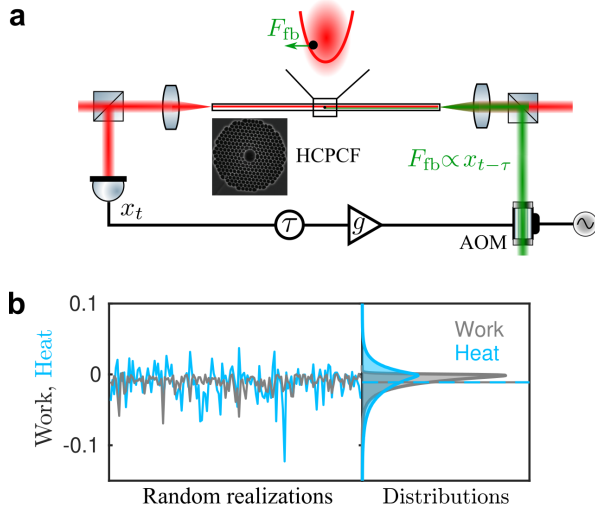 a
F_fb
HCPCF
F_fb ∝ x_{t−τ}
x_t
τ
g
AOM
b
Work, Heat
0.1
0
-0.1
Work
Heat
Random realizations
Distributions